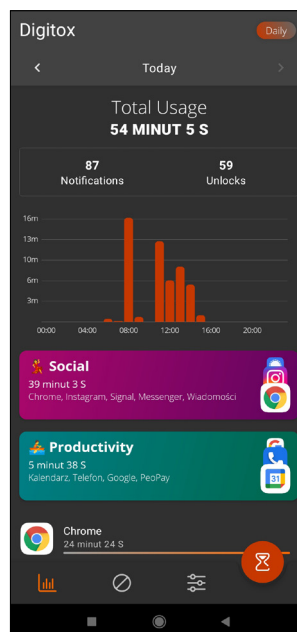 Digitox
Daily
Today
Total Usage
54 MINUT 5 S
87
Notifications
59
Unlocks
16m
13m
10m
6m
3m
00:00 04:00 08:00 12:00 16:00 20:00
💃 Social
39 minut 3 S
Chrome, Instagram, Signal, Messenger, Wiadomości
🚣 Productivity
5 minut 38 S
Kalendarz, Telefon, Google, PeoPay
31
Chrome
24 minut 24 S